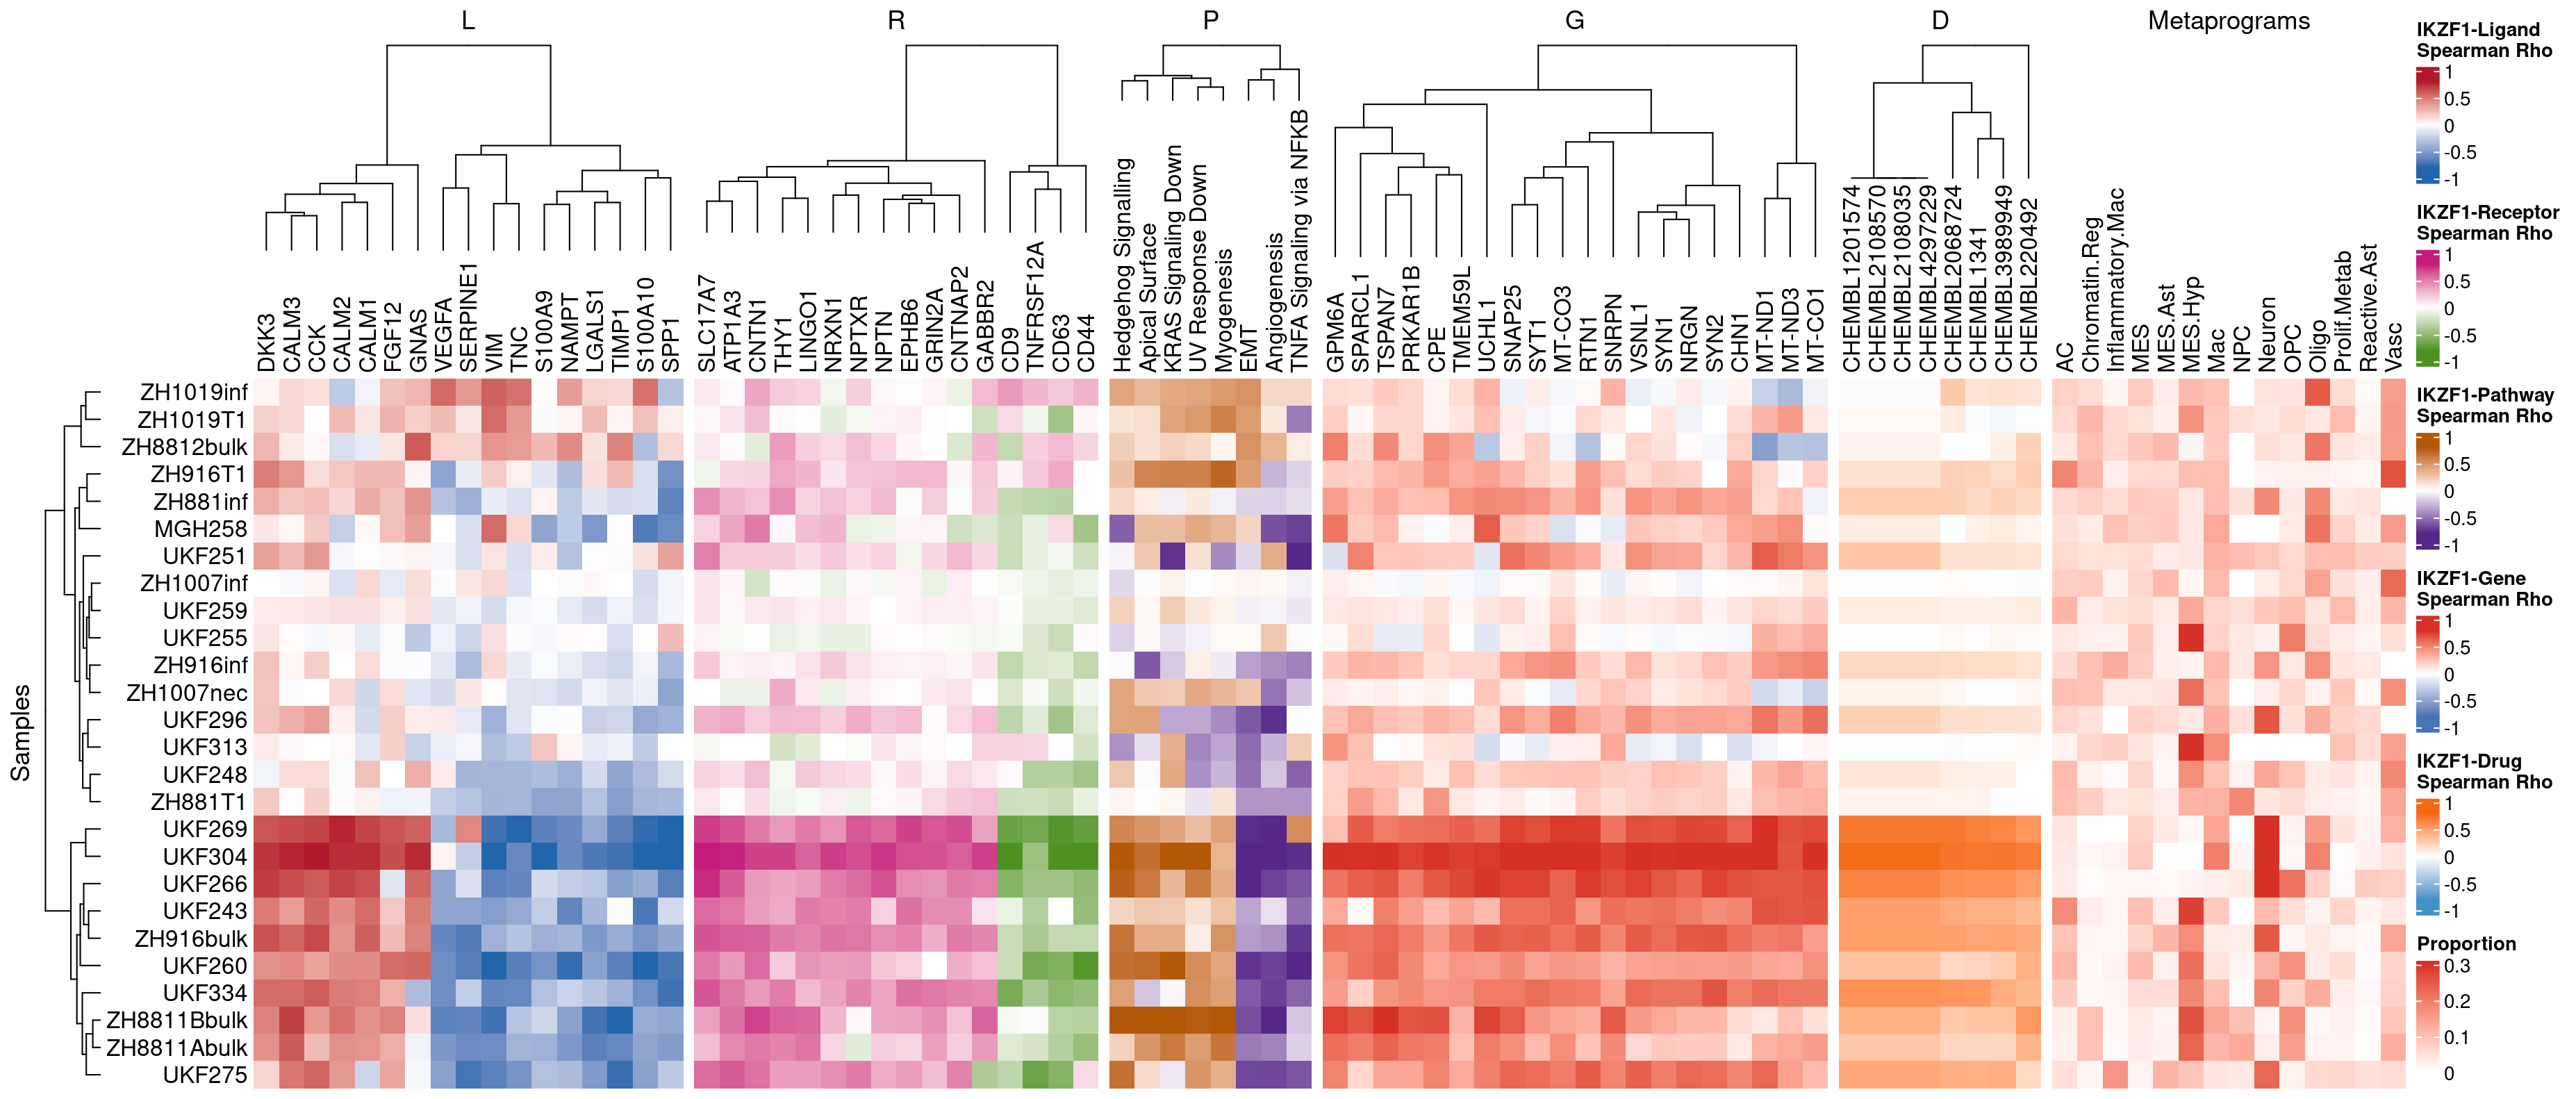 L R P G D Metaprograms
DKK3
CALM3
CCK
CALM2
CALM1
FGF12
GNAS
VEGFA
SERPINE1
VIM
TNC
S100A9
NAMPT
LGALS1
TIMP1
S100A10
SPP1
SLC17A7
ATP1A3
CNTN1
THY1
LINGO1
NRXN1
NPTXR
NPTN
EPHB6
GRIN2A
CNTNAP2
GABBR2
CD9
TNFRSF12A
CD63
CD44
Hedgehog Signalling
Apical Surface
KRAS Signaling Down
UV Response Down
Myogenesis
EMT
Angiogenesis
TNFA Signaling via NFKB
GPM6A
SPARCL1
TSPAN7
PRKAR1B
CPE
TMEM59L
UCHL1
SNAP25
SYT1
MT-CO3
RTN1
SNRPN
VSNL1
SYN1
NRGN
SYN2
CHN1
MT-ND1
MT-ND3
MT-CO1
CHEMBL1201574
CHEMBL2108570
CHEMBL2108035
CHEMBL4297229
CHEMBL2068724
CHEMBL1341
CHEMBL3989949
CHEMBL220492
AC
Chromatin.Reg
Inflammatory.Mac
MES
MES.Ast
MES.Hyp
Mac
NPC
Neuron
OPC
Oligo
Prolif.Metab
Reactive.Ast
Vasc
Samples
ZH1019inf
ZH1019T1
ZH8812bulk
ZH916T1
ZH881inf
MGH258
UKF251
ZH1007inf
UKF259
UKF255
ZH916inf
ZH1007nec
UKF296
UKF313
UKF248
ZH881T1
UKF269
UKF304
UKF266
UKF243
ZH916bulk
UKF260
UKF334
ZH8811Bbulk
ZH8811Abulk
UKF275
IKZF1-Ligand
Spearman Rho
1
0.5
0
-0.5
-1
IKZF1-Receptor
Spearman Rho
1
0.5
0
-0.5
-1
IKZF1-Pathway
Spearman Rho
1
0.5
0
-0.5
-1
IKZF1-Gene
Spearman Rho
1
0.5
0
-0.5
-1
IKZF1-Drug
Spearman Rho
1
0.5
0
-0.5
-1
Proportion
0.3
0.2
0.1
0